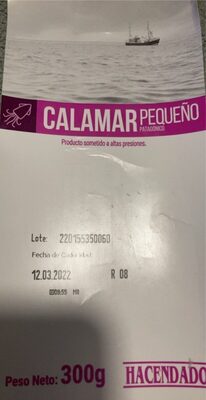 CALAMAR PEQUEÑO
PATAGÓNICO
Producto sometido a altas presiones.
Lote: 220155350060
Fecha de Caducidad:
12.03.2022 R 08
Peso Neto: 300g HACENDADO